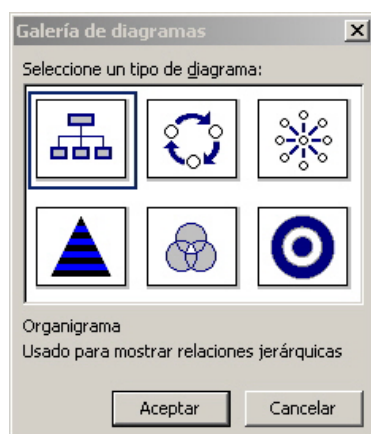 Galería de diagramas
Seleccione un tipo de diagrama:
Organigrama
Usado para mostrar relaciones jerárquicas
Aceptar
Cancelar